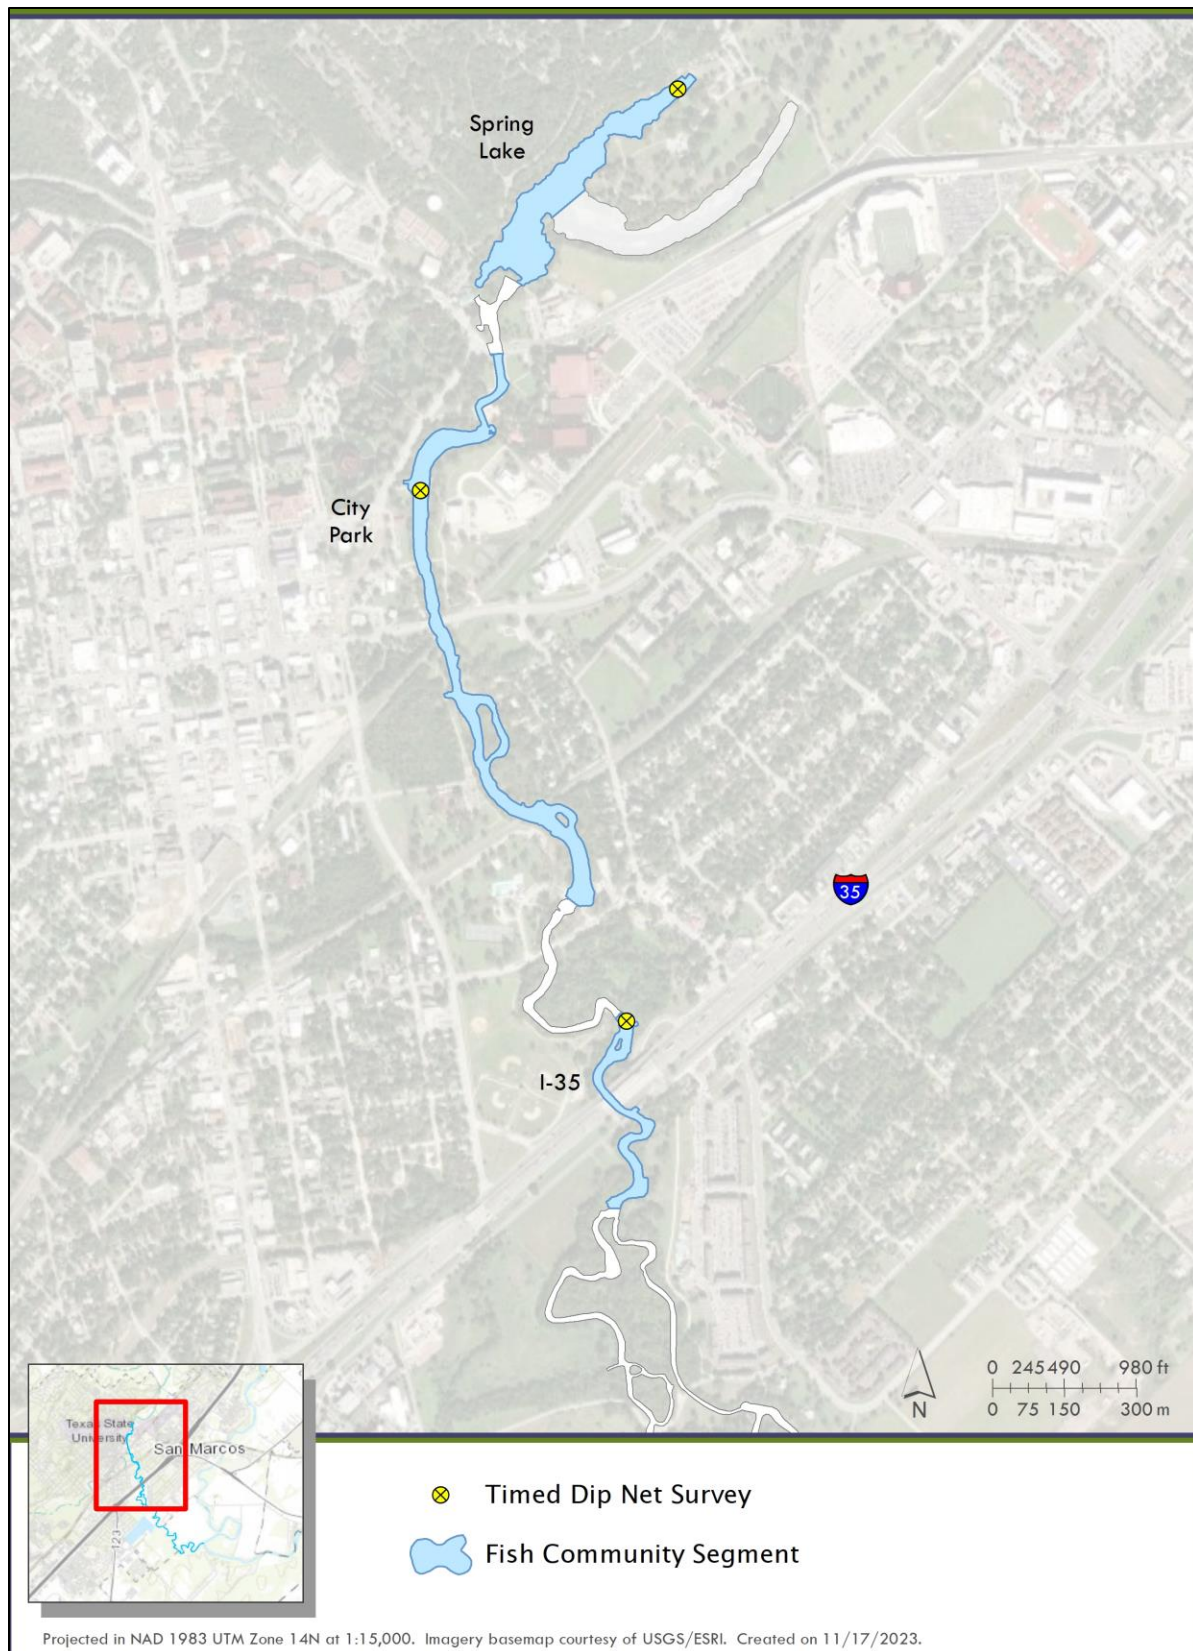 Spring
Lake
City
Park
35
I-35
N
0 245 490 980 ft
0 75 150 300 m
Texas State
University
San Marcos
123
Timed Dip Net Survey
Fish Community Segment
Projected in NAD 1983 UTM Zone 14N at 1:15,000. Imagery basemap courtesy of USGS/ESRI. Created on 11/17/2023.